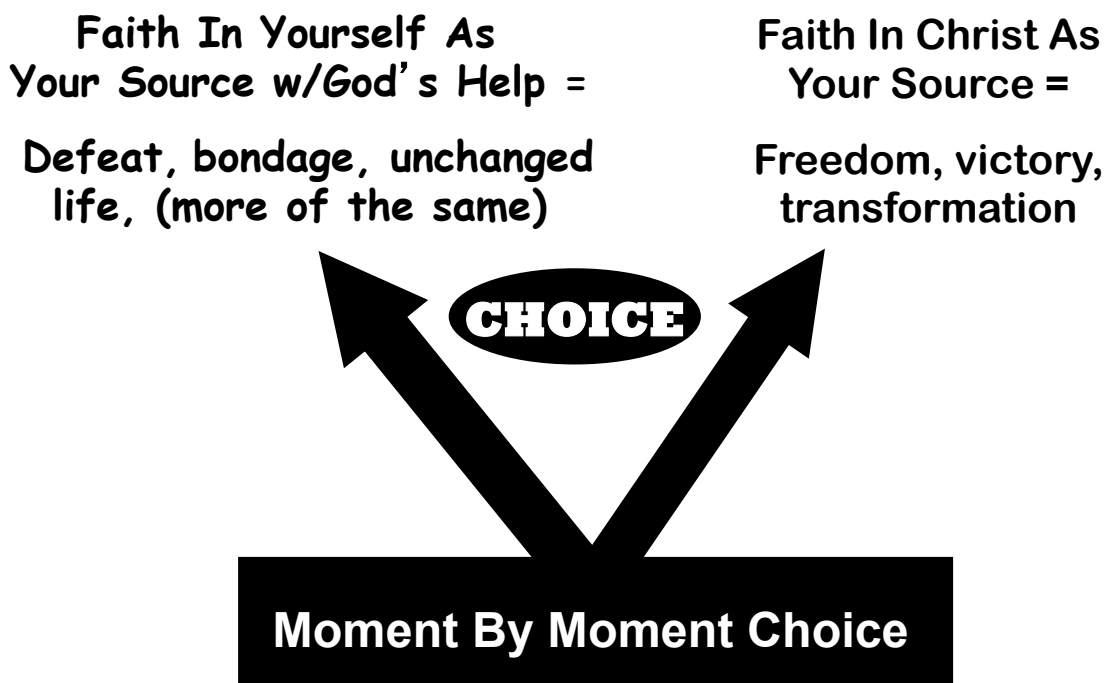 Faith In Yourself As
Your Source w/God's Help =
Defeat, bondage, unchanged
life, (more of the same)
Faith In Christ As
Your Source =
Freedom, victory,
transformation
CHOICE
Moment By Moment Choice